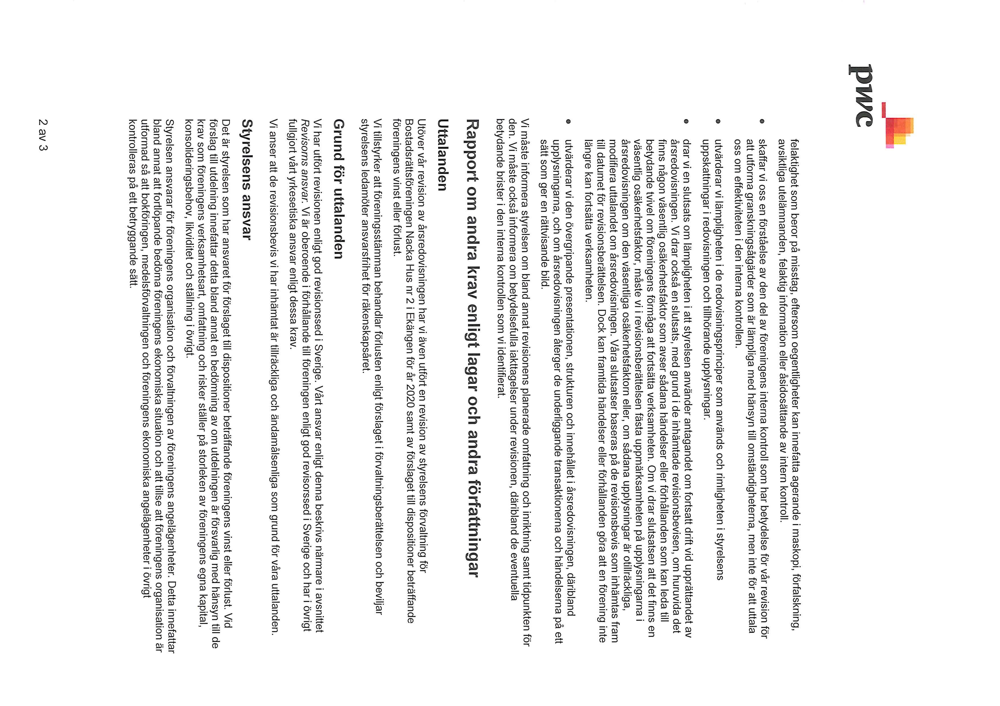 pwc
felaktighet som beror på misstag, eftersom oegentligheter kan innefatta agerande i maskopi, förfalskning,
avsiktliga utelämnanden, felaktig information eller åsidosättande av intern kontroll.
• skaffar vi oss en förståelse av den del av föreningens interna kontroll som har betydelse för vår revision för
att utforma granskningsåtgärder som är lämpliga med hänsyn till omständigheterna, men inte för att uttala
oss om effektiviteten i den interna kontrollen.
• utvärderar vi lämpligheten i de redovisningsprinciper som används och rimligheten i styrelsens
uppskattningar i redovisningen och tillhörande upplysningar.
• drar vi en slutsats om lämpligheten i att styrelsen använder antagandet om fortsatt drift vid upprättandet av
årsredovisningen. Vi drar också en slutsats, med grund i de inhämtade revisionsbevisen, om huruvida det
finns någon väsentlig osäkerhetsfaktor som avser sådana händelser eller förhållanden som kan leda till
betydande tvivel om föreningens förmåga att fortsätta verksamheten. Om vi drar slutsatsen att det finns en
väsentlig osäkerhetsfaktor, måste vi i revisionsberättelsen fästa uppmärksamheten på upplysningarna i
årsredovisningen om den väsentliga osäkerhetsfaktorn eller, om sådana upplysningar är otillräckliga,
modifiera uttalandet om årsredovisningen. Våra slutsatser baseras på de revisionsbevis som inhämtas fram
till datumet för revisionsberättelsen. Dock kan framtida händelser eller förhållanden göra att en förening inte
längre kan fortsätta verksamheten.
• utvärderar vi den övergripande presentationen, strukturen och innehållet i årsredovisningen, däribland
upplysningarna, och om årsredovisningen återger de underliggande transaktionerna och händelserna på ett
sätt som ger en rättvisande bild.
Vi måste informera styrelsen om bland annat revisionens planerade omfattning och inriktning samt tidpunkten för
den. Vi måste också informera om betydelsefulla iakttagelser under revisionen, däribland de eventuella
betydande brister i den interna kontrollen som vi identifierat.
Rapport om andra krav enligt lagar och andra författningar
Uttalanden
Utöver vår revision av årsredovisningen har vi även utfört en revision av styrelsens förvaltning för
Bostadsrättsföreningen Nacka Hus nr 2 i Ekängen för år 2020 samt av förslaget till dispositioner beträffande
föreningens vinst eller förlust.
Vi tillstyrker att föreningsstämman behandlar förlusten enligt förslaget i förvaltningsberättelsen och beviljar
styrelsens ledamöter ansvarsfrihet för räkenskapsåret.
Grund för uttalanden
Vi har utfört revisionen enligt god revisionssed i Sverige. Vårt ansvar enligt denna beskrivs närmare i avsnittet
Revisorns ansvar. Vi är oberoende i förhållande till föreningen enligt god revisorssed i Sverige och har i övrigt
fullgjort vårt yrkesetiska ansvar enligt dessa krav.
Vi anser att de revisionsbevis vi har inhämtat är tillräckliga och ändamålsenliga som grund för våra uttalanden.
Styrelsens ansvar
Det är styrelsen som har ansvaret för förslaget till dispositioner beträffande föreningens vinst eller förlust. Vid
förslag till utdelning innefattar detta bland annat en bedömning av om utdelningen är försvarlig med hänsyn till de
krav som föreningens verksamhetsart, omfattning och risker ställer på storleken av föreningens egna kapital,
konsolideringsbehov, likviditet och ställning i övrigt.
Styrelsen ansvarar för föreningens organisation och förvaltningen av föreningens angelägenheter. Detta innefattar
bland annat att fortlöpande bedöma föreningens ekonomiska situation och att tillse att föreningens organisation är
utformad så att bokföringen, medelsförvaltningen och föreningens ekonomiska angelägenheter i övrigt
kontrolleras på ett betryggande sätt.
2 av 3